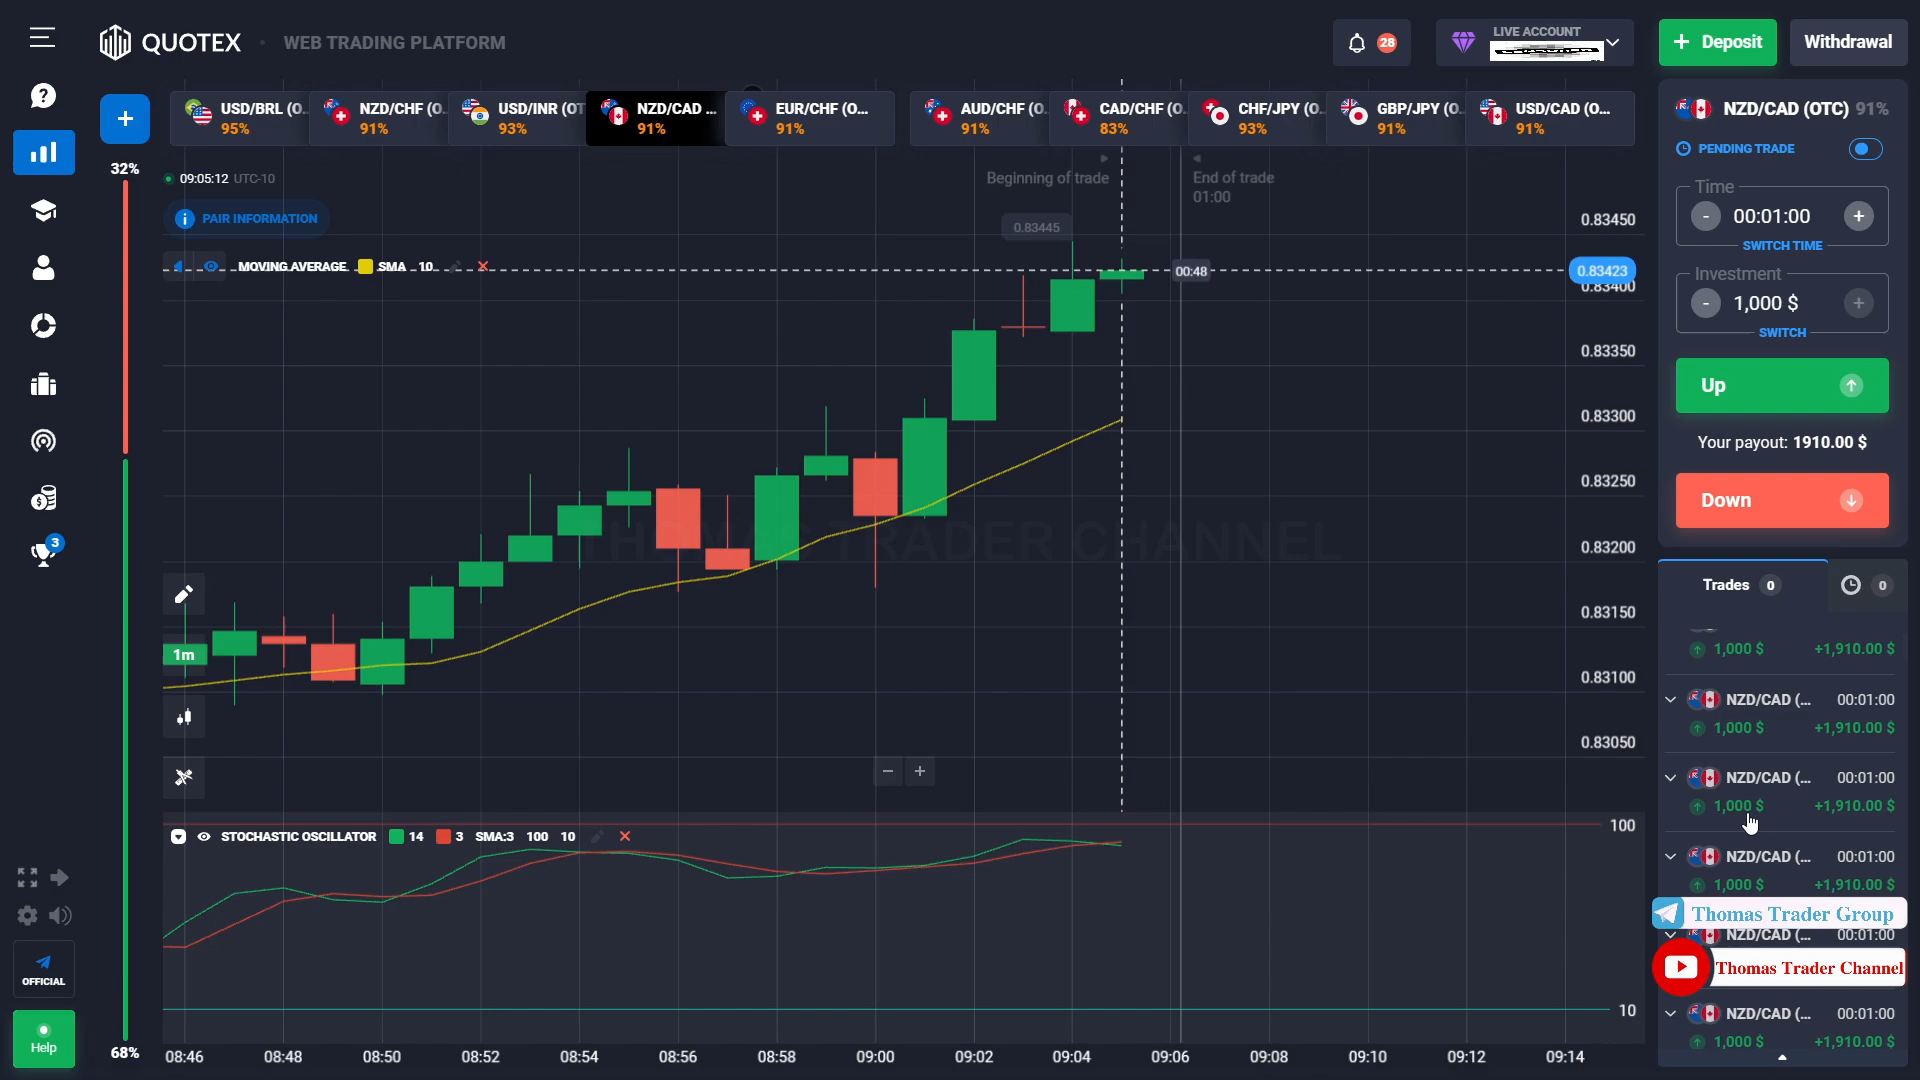 QUOTEX
WEB TRADING PLATFORM
28
LIVE ACCOUNT
+ Deposit
Withdrawal
USD/BRL (O...
95%
NZD/CHF (O...
91%
USD/INR (OT
93%
NZD/CAD ...
91%
EUR/CHF (O...
91%
AUD/CHF (O...
91%
CAD/CHF (O...
83%
CHF/JPY (O...
93%
GBP/JPY (O...
91%
USD/CAD (O...
91%
NZD/CAD (OTC) 91%
PENDING TRADE
32%
09:05:12 UTC-10
Beginning of trade
End of trade
01:00
PAIR INFORMATION
0.83445
MOVING AVERAGE SMA 10
00:48
0.83423
0.83450
0.83400
0.83350
0.83300
0.83250
0.83200
0.83150
0.83100
0.83050
Time
- 00:01:00 +
SWITCH TIME
Investment
- 1,000 $ +
SWITCH
Up
Your payout: 1910.00 $
Down
THOMAS TRADER CHANNEL
3
1m
Trades 0
0
1,000 $ +1,910.00 $
NZD/CAD (... 00:01:00
1,000 $ +1,910.00 $
NZD/CAD (... 00:01:00
1,000 $ +1,910.00 $
NZD/CAD (... 00:01:00
1,000 $ +1,910.00 $
Thomas Trader Group
NZD/CAD (... 00:01:00
Thomas Trader Channel
NZD/CAD (... 00:01:00
1,000 $ +1,910.00 $
STOCHASTIC OSCILLATOR 14 3 SMA:3 100 10
100
10
OFFICIAL
Help
68%
08:46 08:48 08:50 08:52 08:54 08:56 08:58 09:00 09:02 09:04 09:06 09:08 09:10 09:12 09:14